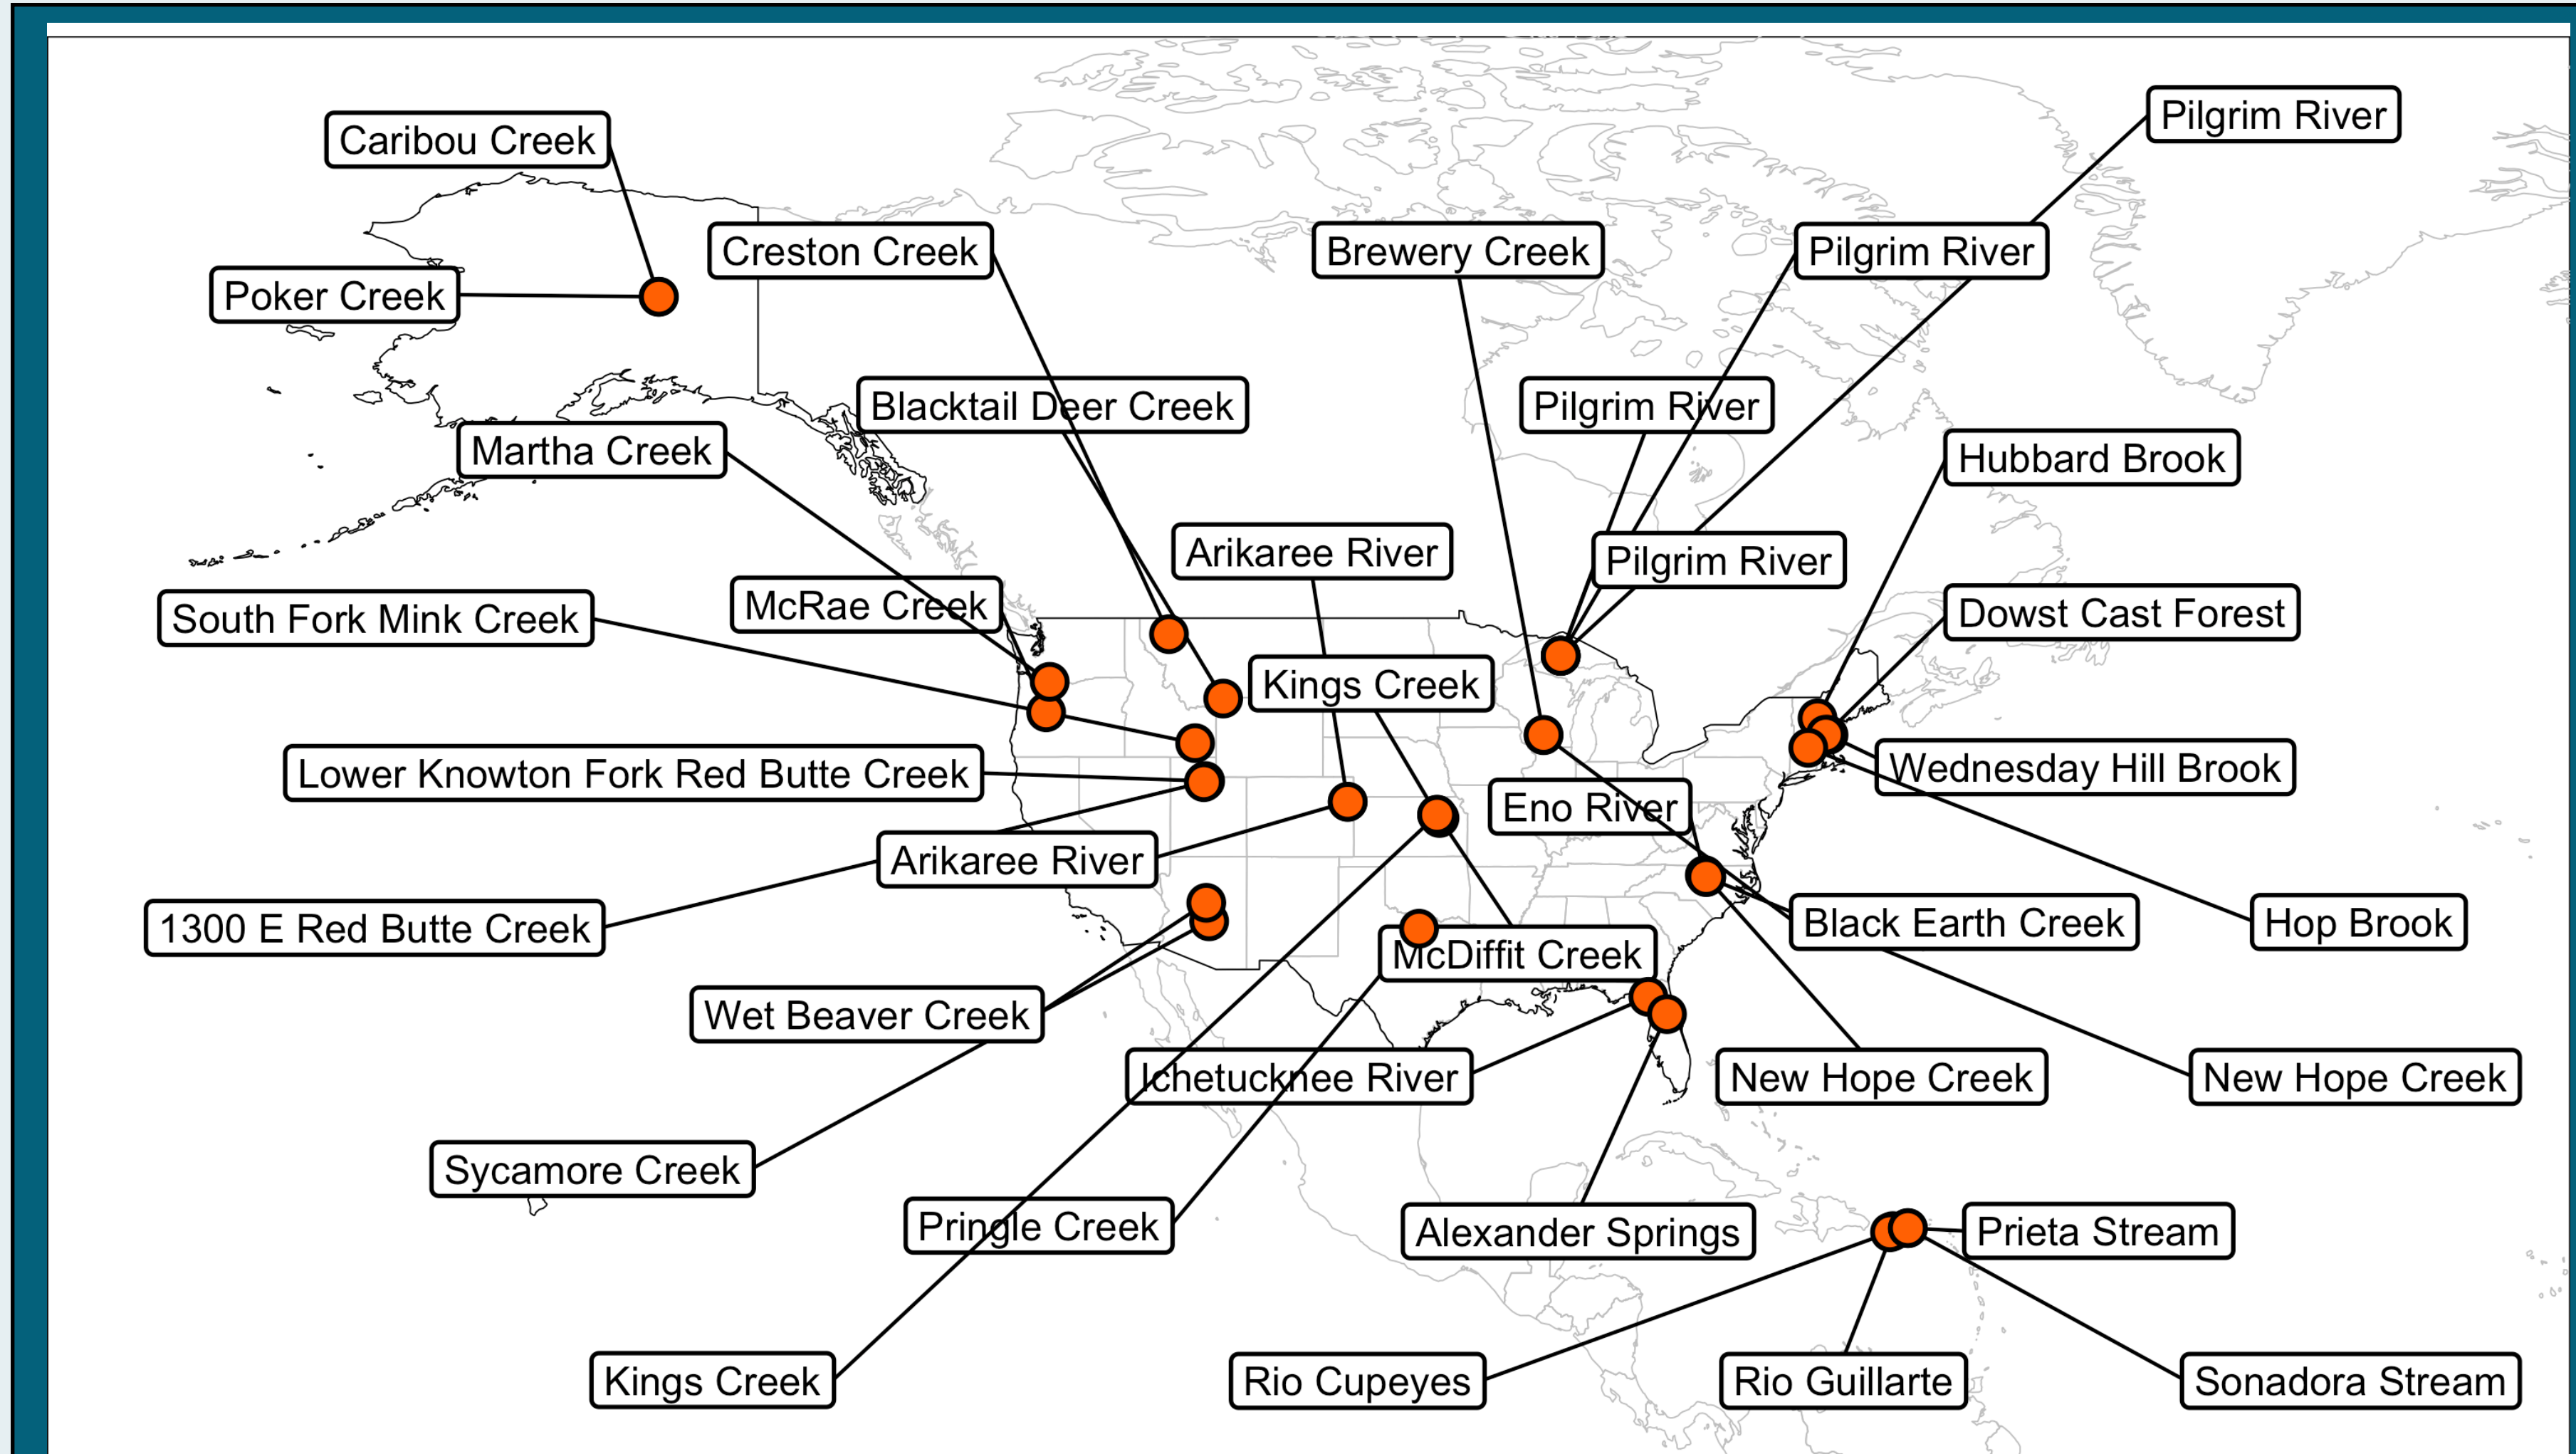 Pilgrim River
Caribou Creek
Creston Creek
Brewery Creek
Pilgrim River
Poker Creek
Blacktail Deer Creek
Pilgrim River
Martha Creek
Hubbard Brook
Arikaree River
Pilgrim River
McRae Creek
South Fork Mink Creek
Dowst Cast Forest
Kings Creek
Lower Knowton Fork Red Butte Creek
Wednesday Hill Brook
Eno River
Arikaree River
1300 E Red Butte Creek
Black Earth Creek
Hop Brook
McDiffit Creek
Wet Beaver Creek
Ichetucknee River
New Hope Creek
New Hope Creek
Sycamore Creek
Pringle Creek
Alexander Springs
Prieta Stream
Kings Creek
Rio Cupeyes
Rio Guillarte
Sonadora Stream